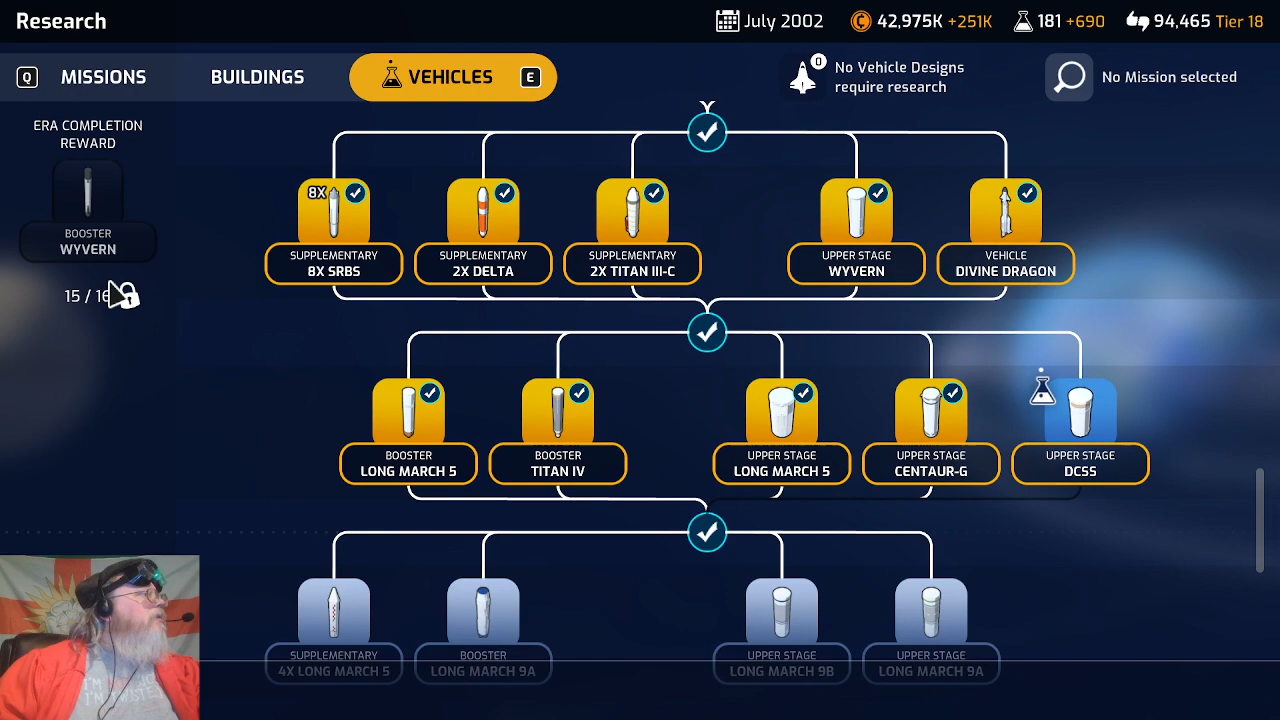 Research
July 2002
42,975K +251K
181 +690
94,465 Tier 18
Q
MISSIONS
BUILDINGS
VEHICLES
E
0
No Vehicle Designs
require research
No Mission selected
ERA COMPLETION
REWARD
BOOSTER
WYVERN
15 / 16
8X
SUPPLEMENTARY
8X SRBS
SUPPLEMENTARY
2X DELTA
SUPPLEMENTARY
2X TITAN III-C
UPPER STAGE
WYVERN
VEHICLE
DIVINE DRAGON
BOOSTER
LONG MARCH 5
BOOSTER
TITAN IV
UPPER STAGE
LONG MARCH 5
UPPER STAGE
CENTAUR-G
UPPER STAGE
DCSS
SUPPLEMENTARY
4X LONG MARCH 5
BOOSTER
LONG MARCH 9A
UPPER STAGE
LONG MARCH 9B
UPPER STAGE
LONG MARCH 9A